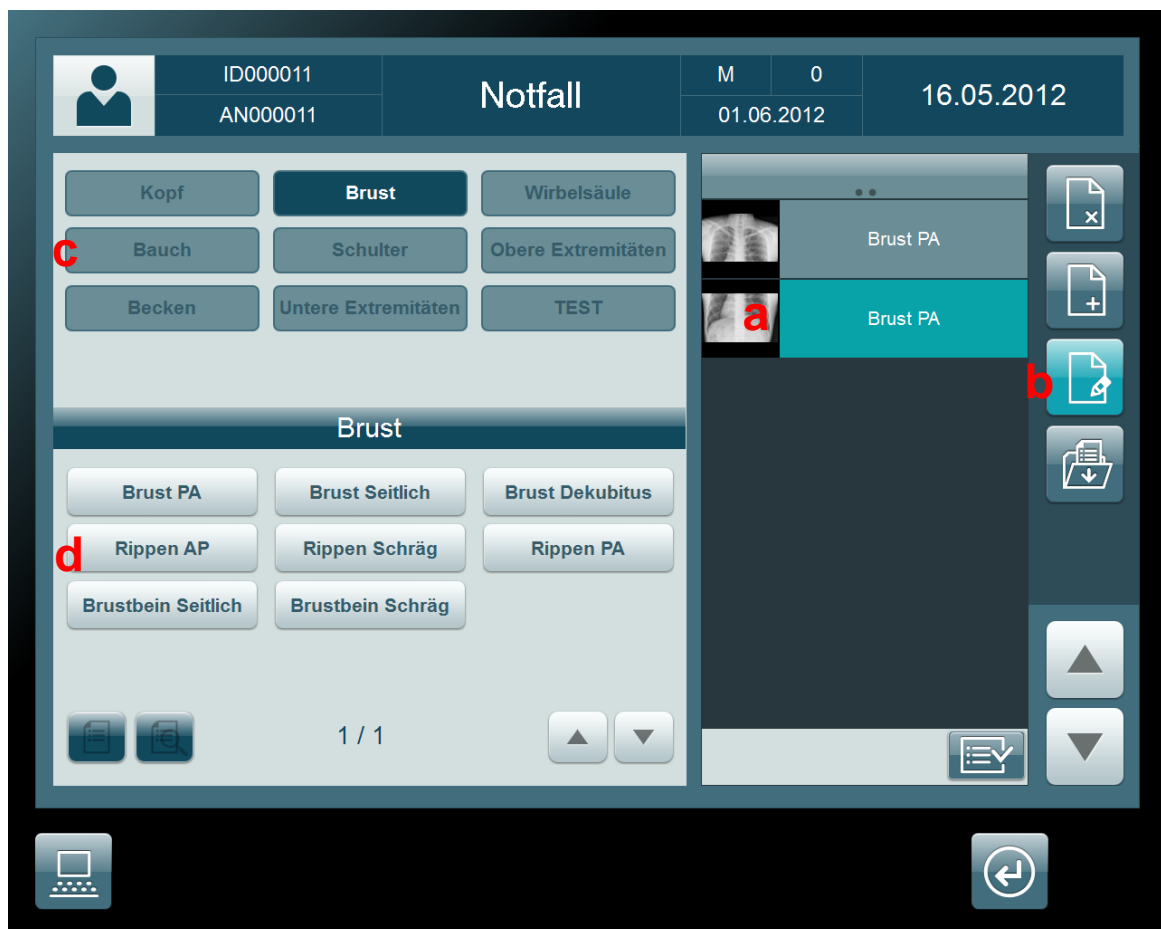 ID000011
AN000011
Notfall
M 0
01.06.2012
16.05.2012
Kopf Brust Wirbelsäule
c Bauch Schulter Obere Extremitäten
Becken Untere Extremitäten TEST
Brust
Brust PA Brust Seitlich Brust Dekubitus
d Rippen AP Rippen Schräg Rippen PA
Brustbein Seitlich Brustbein Schräg
1 / 1
Brust PA
a Brust PA
b